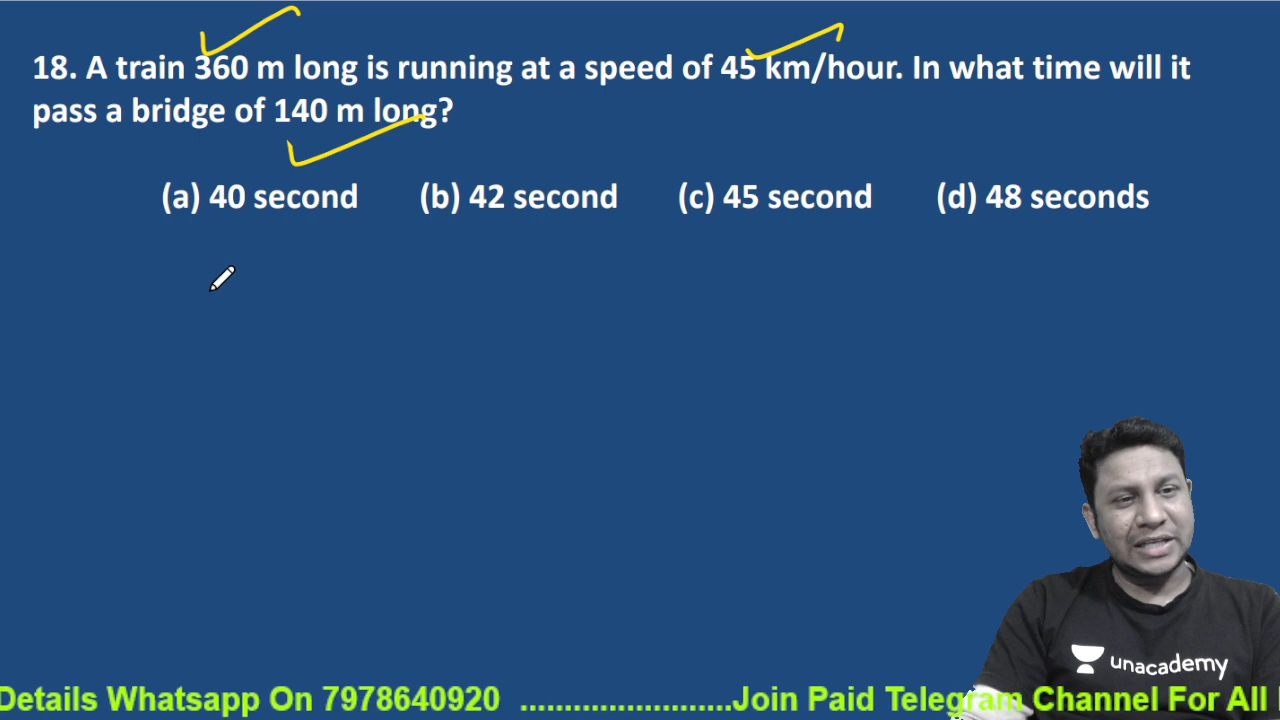 18. A train 360 m long is running at a speed of 45 km/hour. In what time will it
pass a bridge of 140 m long?
(a) 40 second (b) 42 second (c) 45 second (d) 48 seconds
unacademy
Details Whatsapp On 7978640920 .......................Join Paid Telegram Channel For All